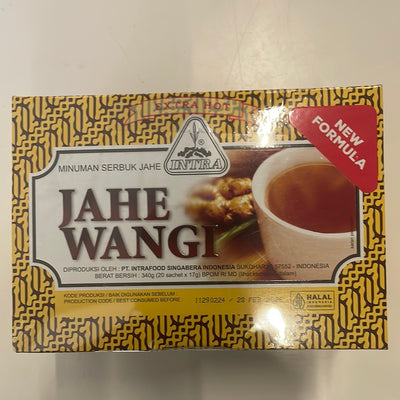 EXTRA HOT
NEW
FORMULA
INTRA
MINUMAN SERBUK JAHE
JAHE
WANGI
DIPRODUKSI OLEH : PT. INTRAFOOD SINGABERA INDONESIA SUKOHARJO 57552 - INDONESIA
BERAT BERSIH : 340g (20 sachet x 17g) BPOM RI MD
KODE PRODUKSI / BAIK DIGUNAKAN SEBELUM :
PRODUCTION CODE / BEST CONSUMED BEFORE
HALAL
INDONESIA